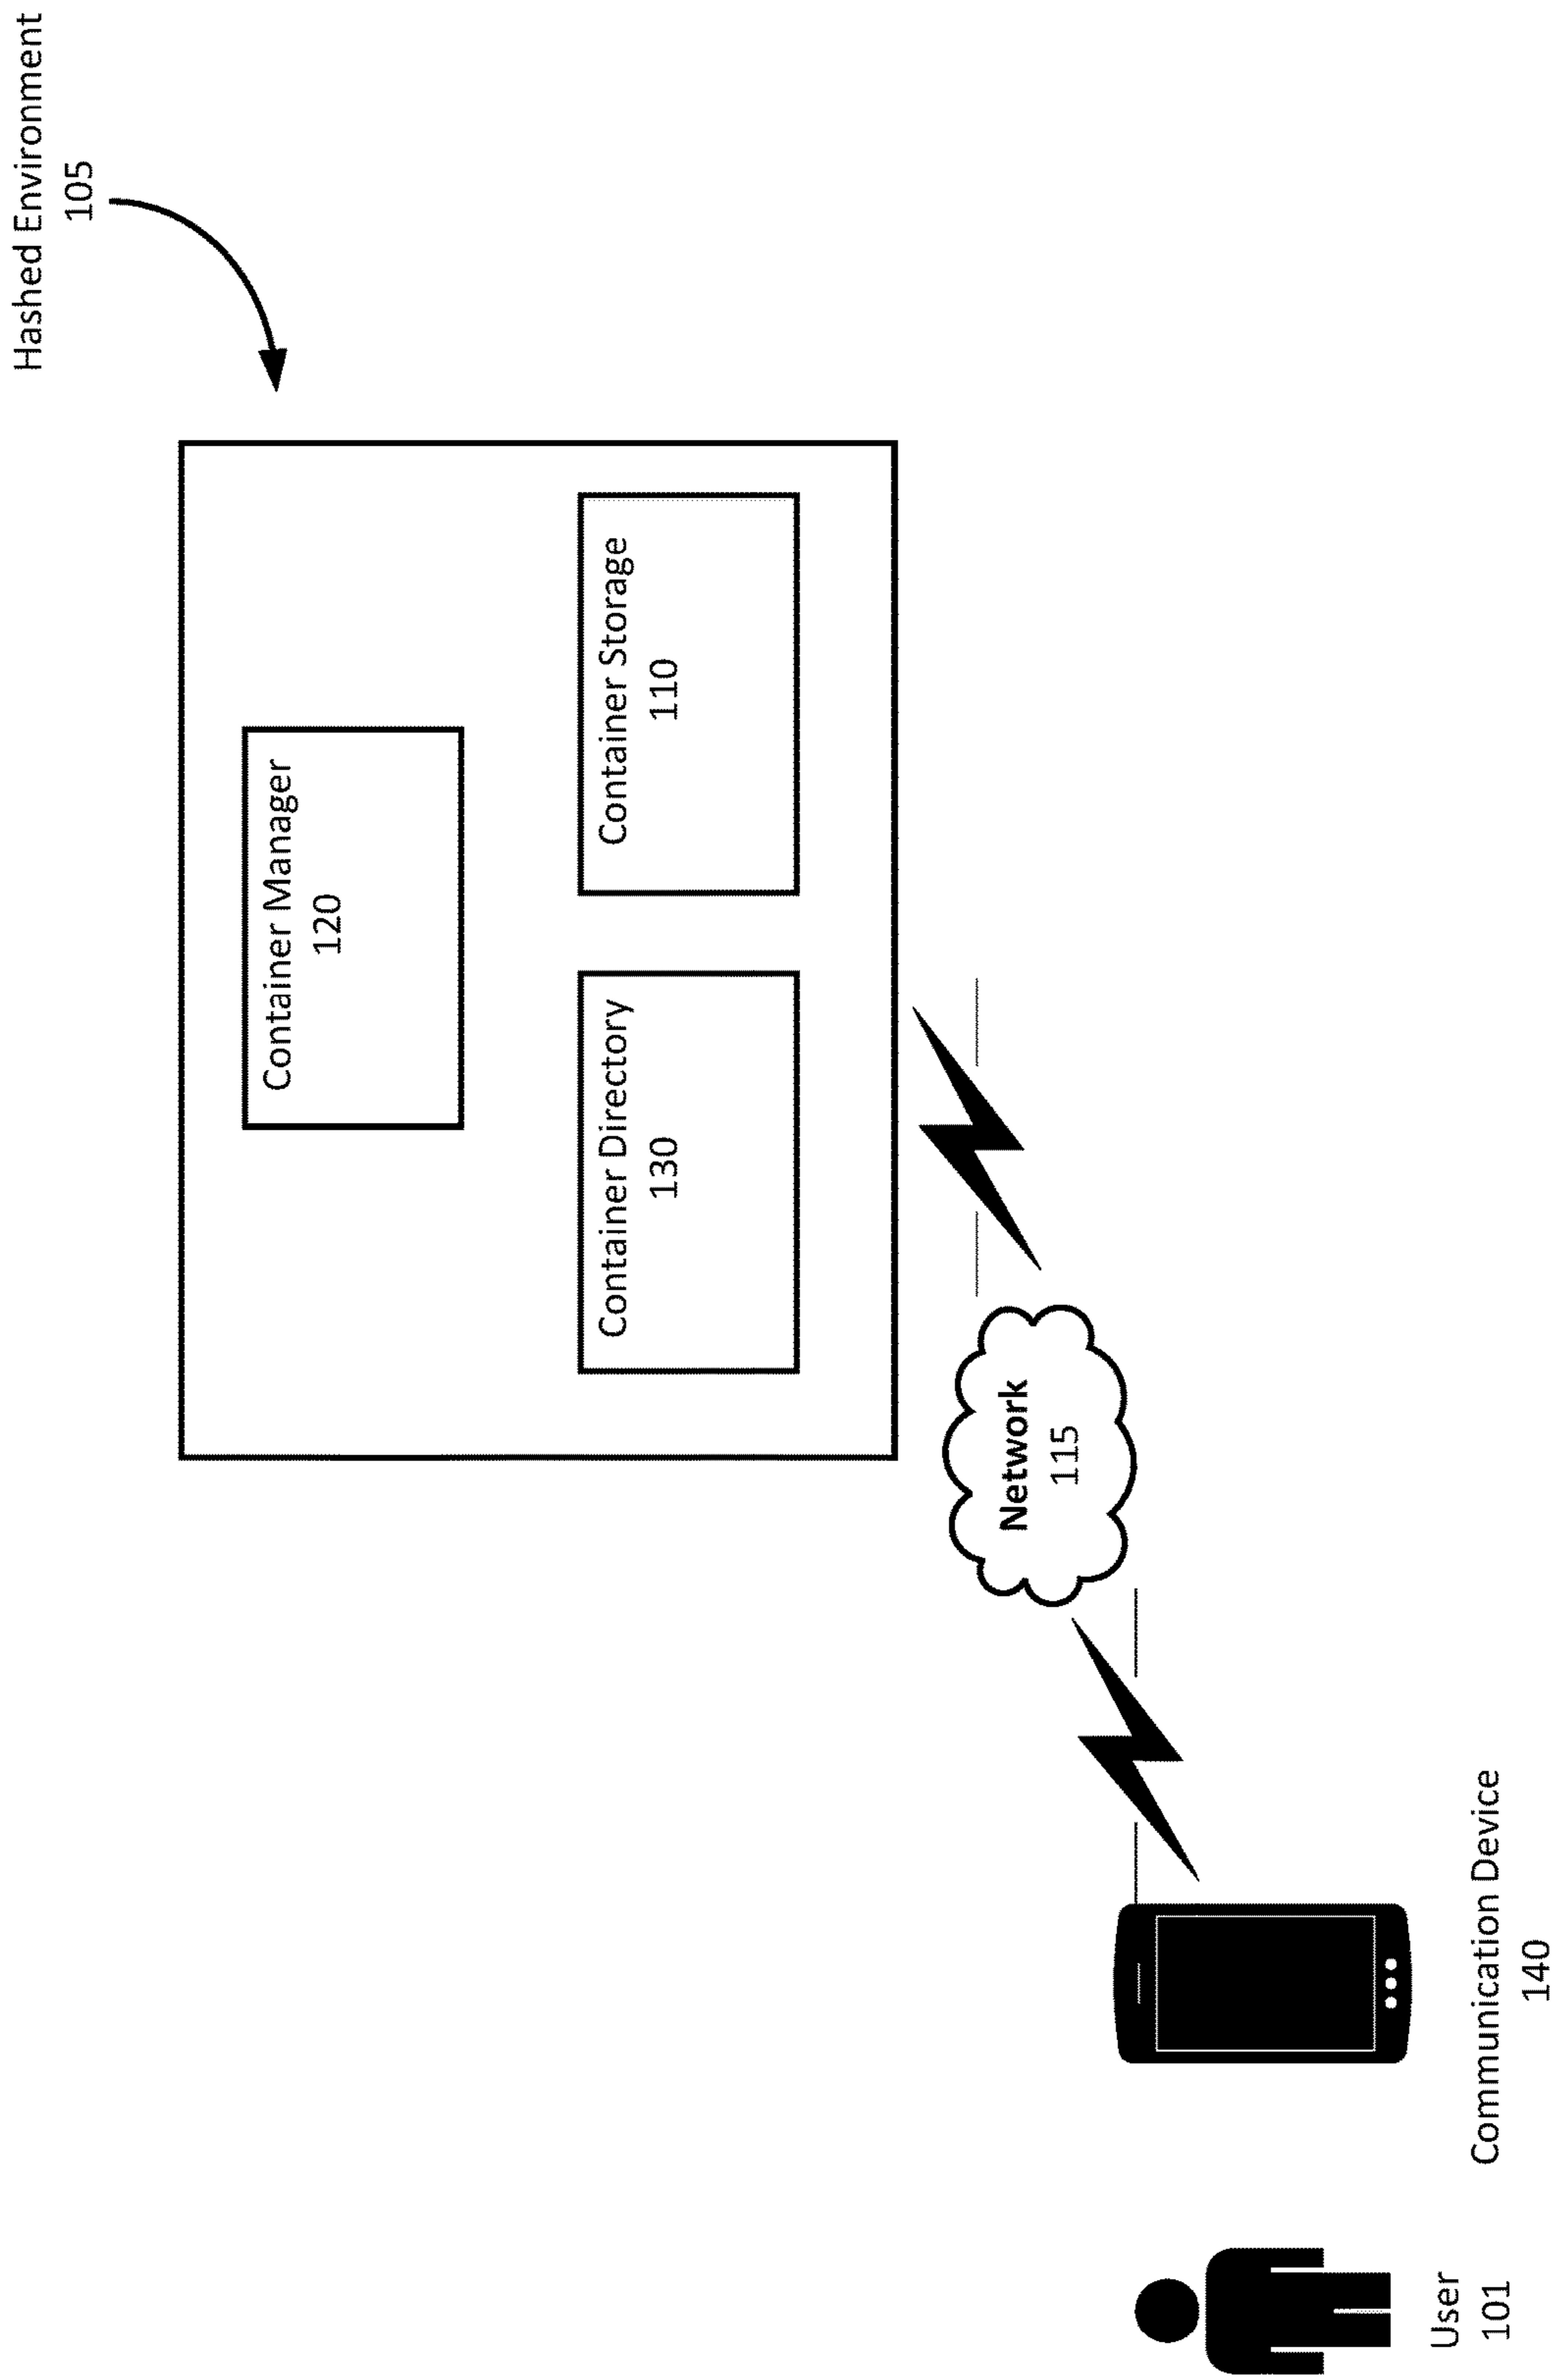 Hashed Environment
105
Container Manager
120
Container Directory
130
Container Storage
110
Network
115
Communication Device
140
User
101